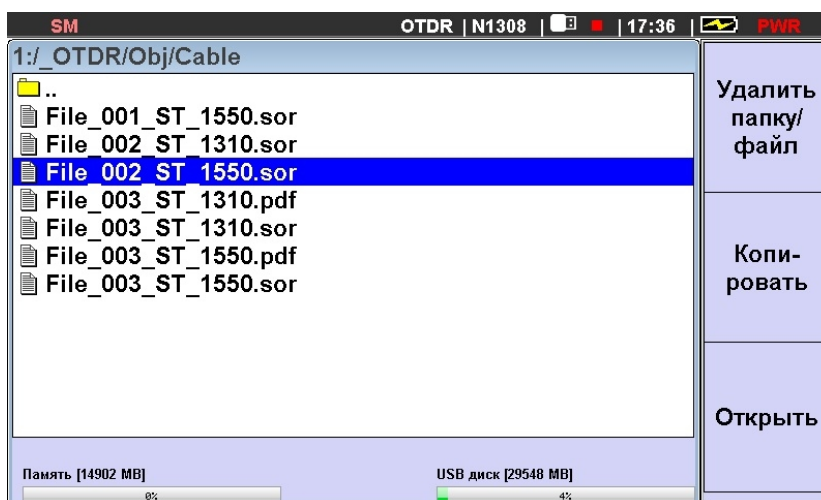 SM OTDR | N1308 | | 17:36 | PWR
1:/_OTDR/Obj/Cable
..
File_001_ST_1550.sor
File_002_ST_1310.sor
File_002_ST_1550.sor
File_003_ST_1310.pdf
File_003_ST_1310.sor
File_003_ST_1550.pdf
File_003_ST_1550.sor
Удалить
папку/
файл
Копи-
ровать
Открыть
Память [14902 MB] USB диск [29548 MB]
0% 4%